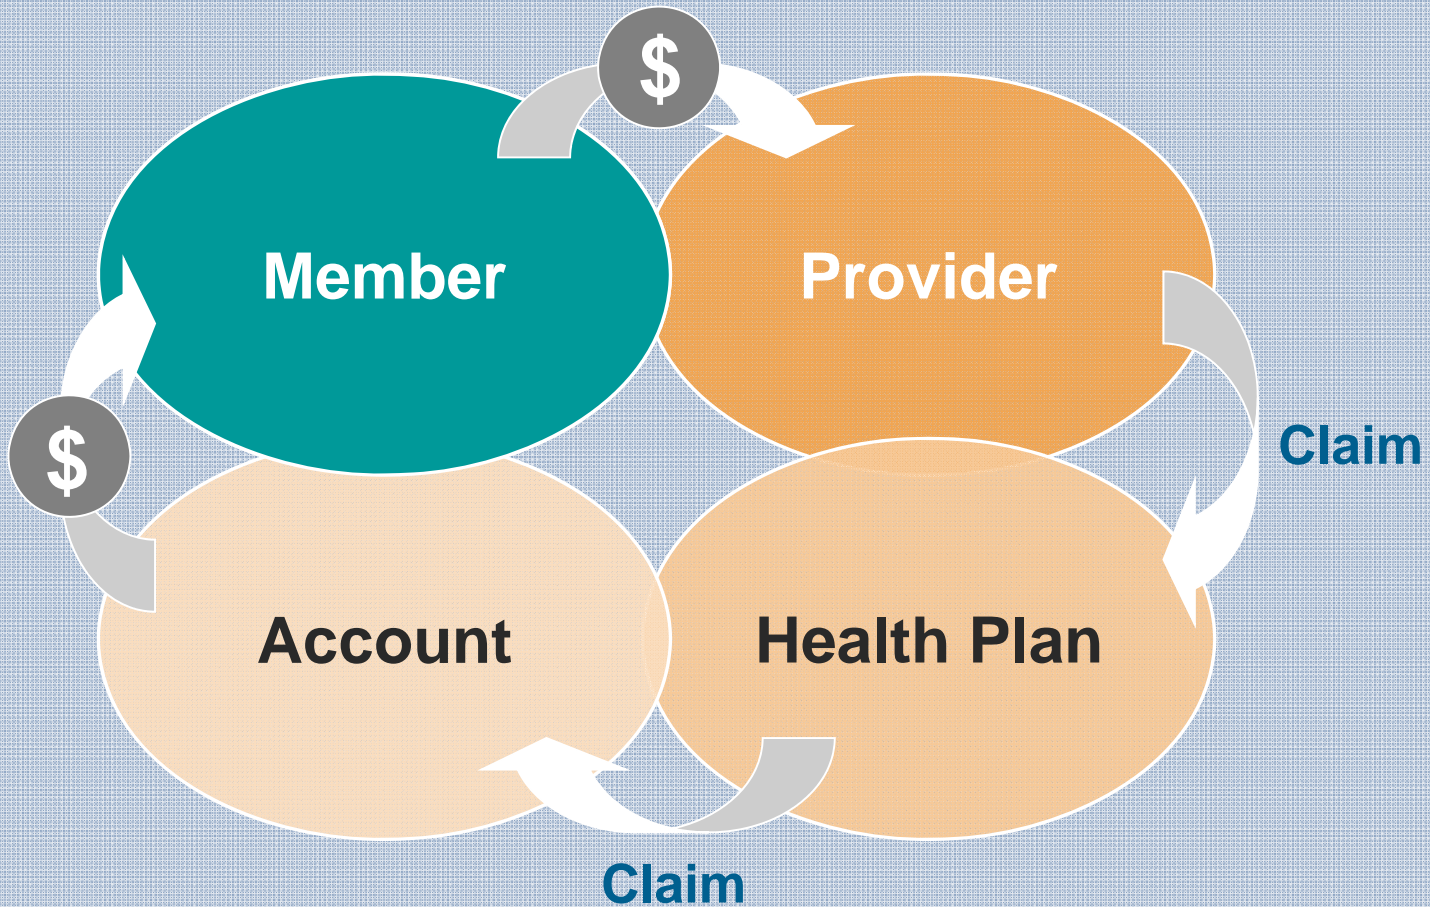 $
Member
Provider
$
Claim
Account
Health Plan
Claim